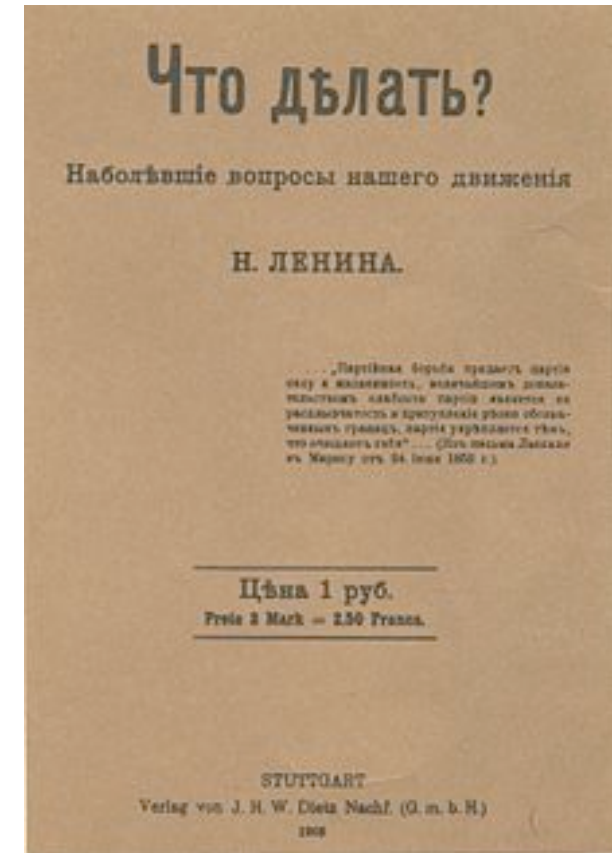 Что дѣлать?
Наболѣвшіе вопросы нашего движенія
Н. ЛЕНИНА.
. . . . . „Партійная борьба придаетъ партіи
силу и жизненность, величайшимъ доказа-
тельствомъ слабости партіи является ея
расплывчатость и притупленіе рѣзко обозна-
ченныхъ границъ, партія укрѣпляется тѣмъ,
что очищаетъ себя“ . . . . (Изъ письма Лассаля
къ Марксу отъ 24 іюня 1852 г.)
Цѣна 1 руб.
Preis 2 Mark = 2.50 Francs.
STUTTGART
Verlag von J. H. W. Dietz Nachf. (G. m. b. H.)